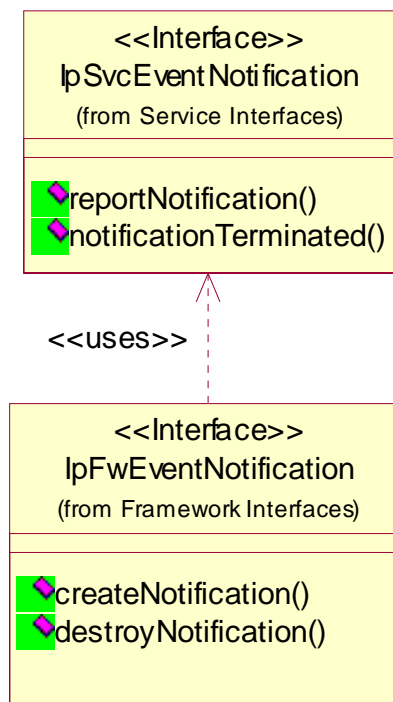 <<Interface>>
IpSvcEventNotification
(from Service Interfaces)
reportNotification()
notificationTerminated()
<<uses>>
<<Interface>>
IpFwEventNotification
(from Framework Interfaces)
createNotification()
destroyNotification()